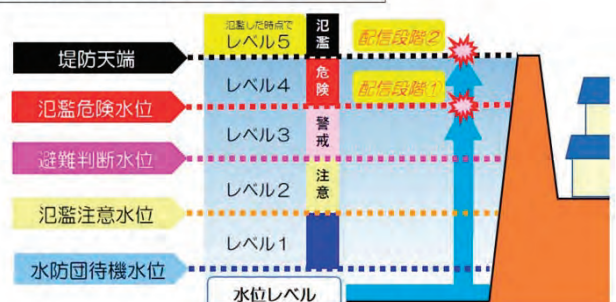 氾濫した時点で
レベル5
氾濫
配信段階②
堤防天端
レベル4
危険
配信段階①
氾濫危険水位
レベル3
警戒
避難判断水位
レベル2
注意
氾濫注意水位
レベル1
水防団待機水位
水位レベル